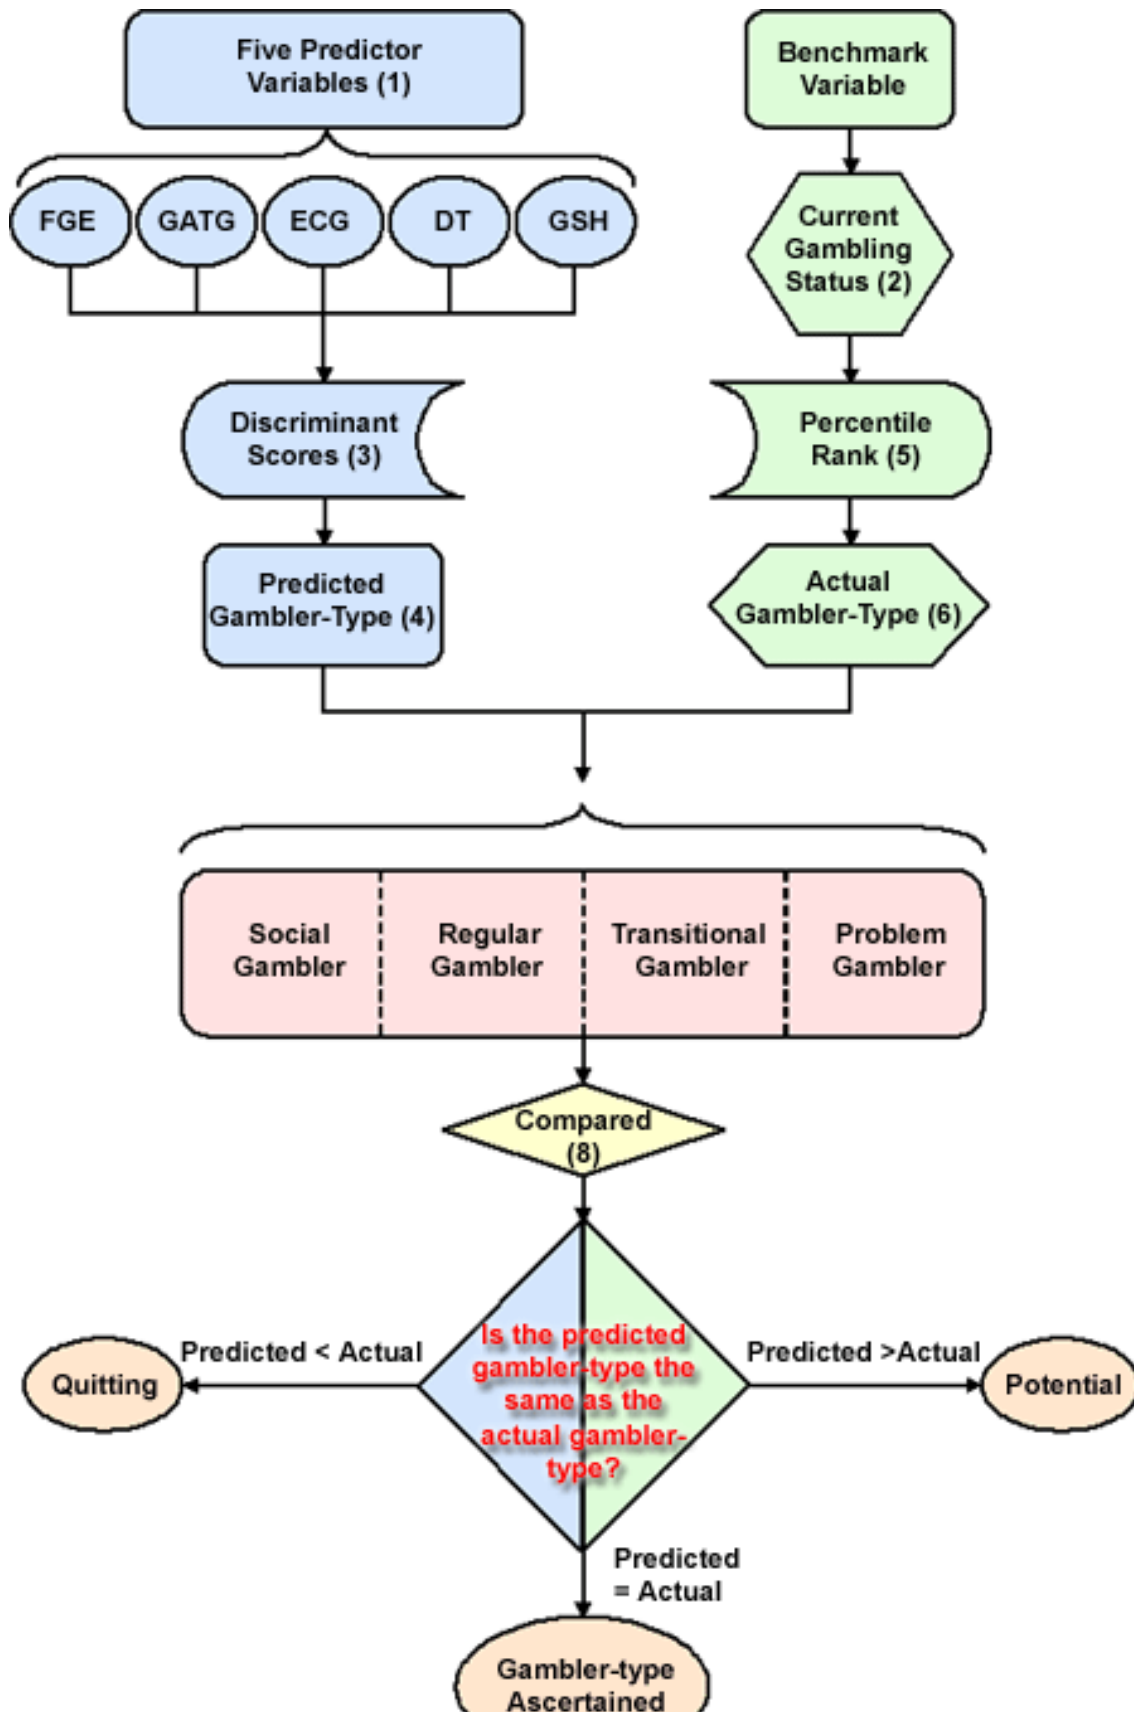 Five Predictor
Variables (1)
Benchmark
Variable
FGE
GATG
ECG
DT
GSH
Current
Gambling
Status (2)
Discriminant
Scores (3)
Percentile
Rank (5)
Predicted
Gambler-Type (4)
Actual
Gambler-Type (6)
Social
Gambler
Regular
Gambler
Transitional
Gambler
Problem
Gambler
Compared
(8)
Is the predicted
gambler-type the
same as the
actual gambler-
type?
Predicted < Actual
Quitting
Predicted >Actual
Potential
Predicted
= Actual
Gambler-type
Ascertained